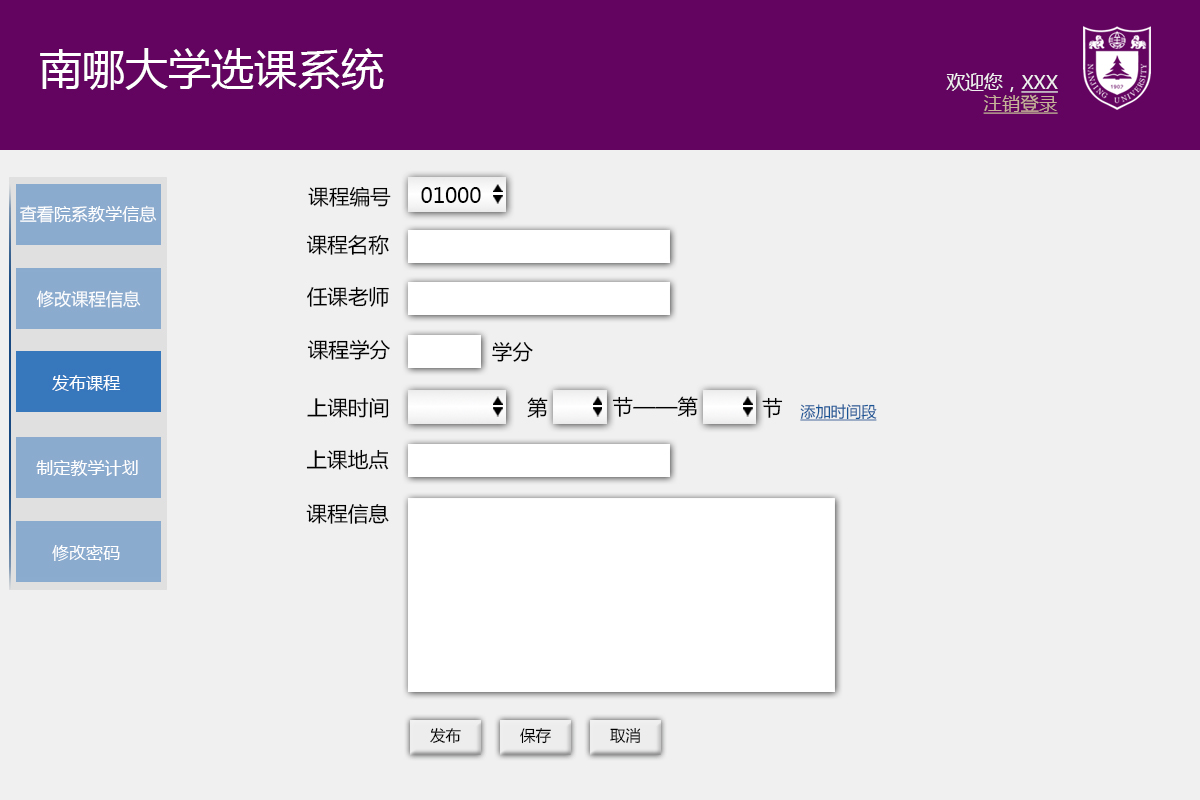 南哪大学选课系统
欢迎您，XXX
注销登录
NANJING UNIVERSITY
1902
查看院系教学信息
修改课程信息
发布课程
制定教学计划
修改密码
课程编号 01000
课程名称
任课老师
课程学分 学分
上课时间 第 节——第 节 添加时间段
上课地点
课程信息
发布 保存 取消